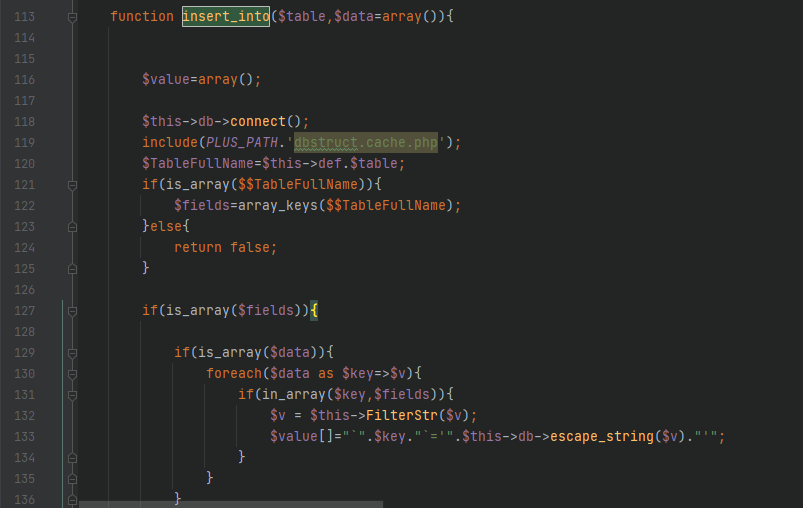 113 function insert_into($table,$data=array()){
114
115
116 $value=array();
117
118 $this->db->connect();
119 include(PLUS_PATH.'dbstruct.cache.php');
120 $TableFullName=$this->def.$table;
121 if(is_array($$TableFullName)){
122 $fields=array_keys($$TableFullName);
123 }else{
124 return false;
125 }
126
127 if(is_array($fields)){
128
129 if(is_array($data)){
130 foreach($data as $key=>$v){
131 if(in_array($key,$fields)){
132 $v = $this->FilterStr($v);
133 $value[]="`".$key."`='".$this->db->escape_string($v)."'";
134 }
135 }
136 }